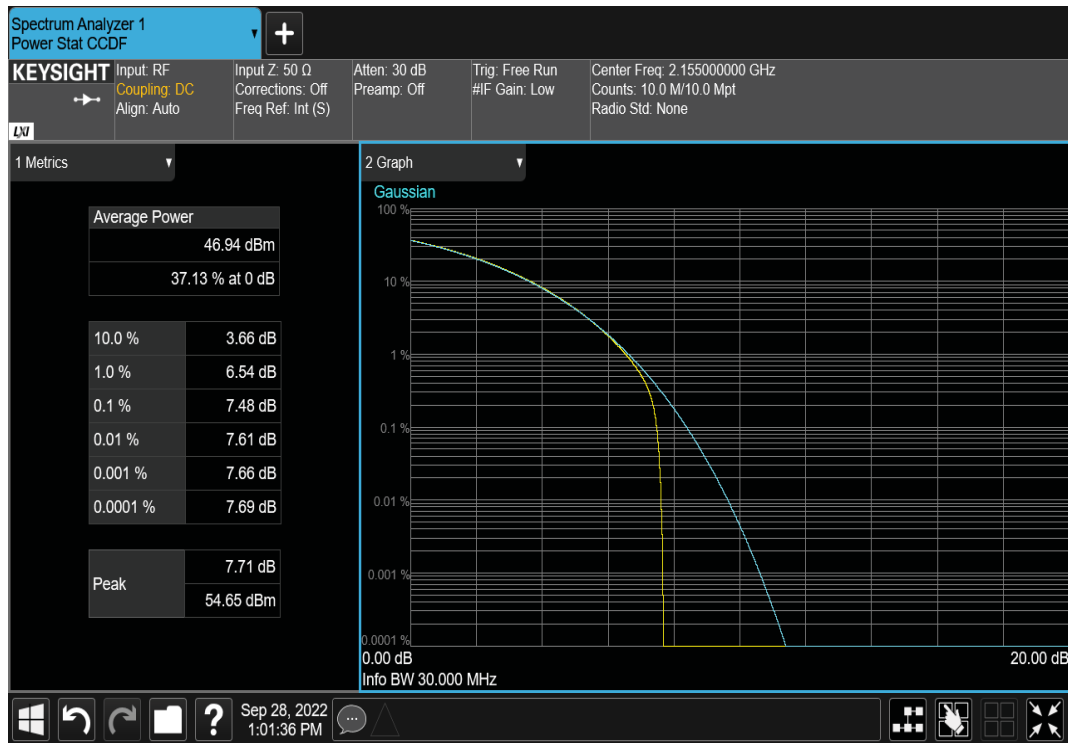 Spectrum Analyzer 1
Power Stat CCDF
KEYSIGHT
LXI
Input: RF
Coupling: DC
Align: Auto
Input Z: 50 Ω
Corrections: Off
Freq Ref: Int (S)
Atten: 30 dB
Preamp: Off
Trig: Free Run
#IF Gain: Low
Center Freq: 2.155000000 GHz
Counts: 10.0 M/10.0 Mpt
Radio Std: None
1 Metrics
Average Power
46.94 dBm
37.13 % at 0 dB
10.0 % 3.66 dB
1.0 % 6.54 dB
0.1 % 7.48 dB
0.01 % 7.61 dB
0.001 % 7.66 dB
0.0001 % 7.69 dB
Peak
7.71 dB
54.65 dBm
2 Graph
Gaussian
100 %
10 %
1 %
0.1 %
0.01 %
0.001 %
0.0001 %
0.00 dB 20.00 dB
Info BW 30.000 MHz
?
Sep 28, 2022
1:01:36 PM